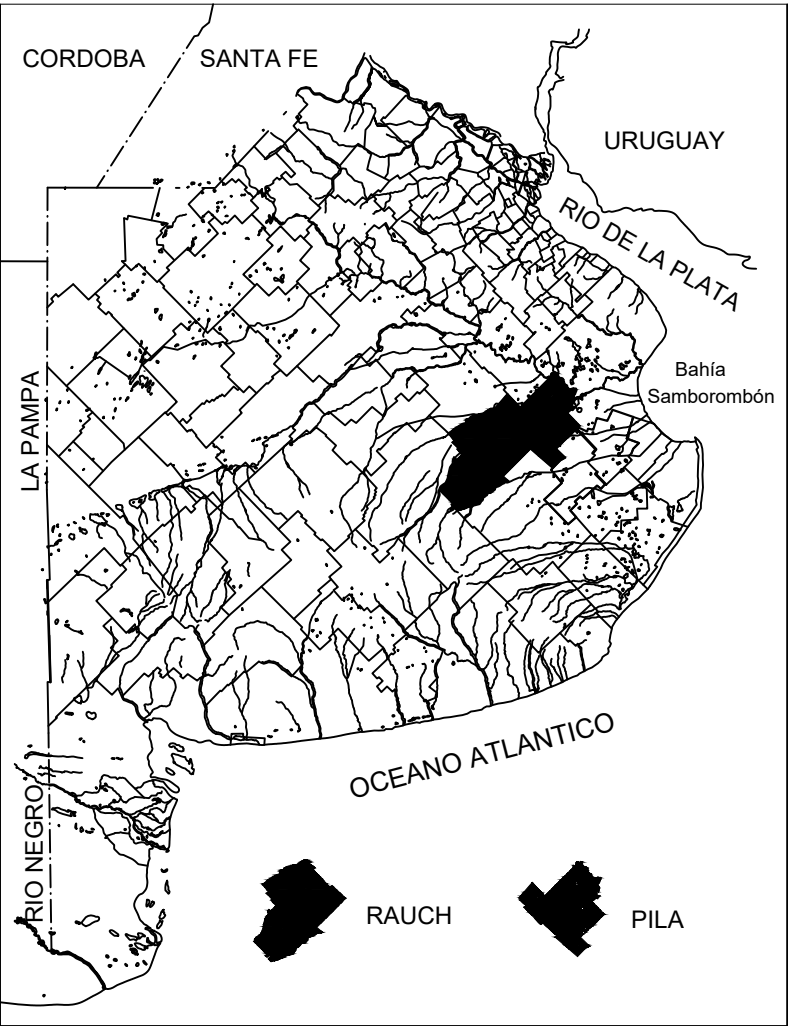 CORDOBA
SANTA FE
URUGUAY
RIO DE LA PLATA
Bahía
Samborombón
LA PAMPA
OCEANO ATLANTICO
RIO NEGRO
RAUCH
PILA